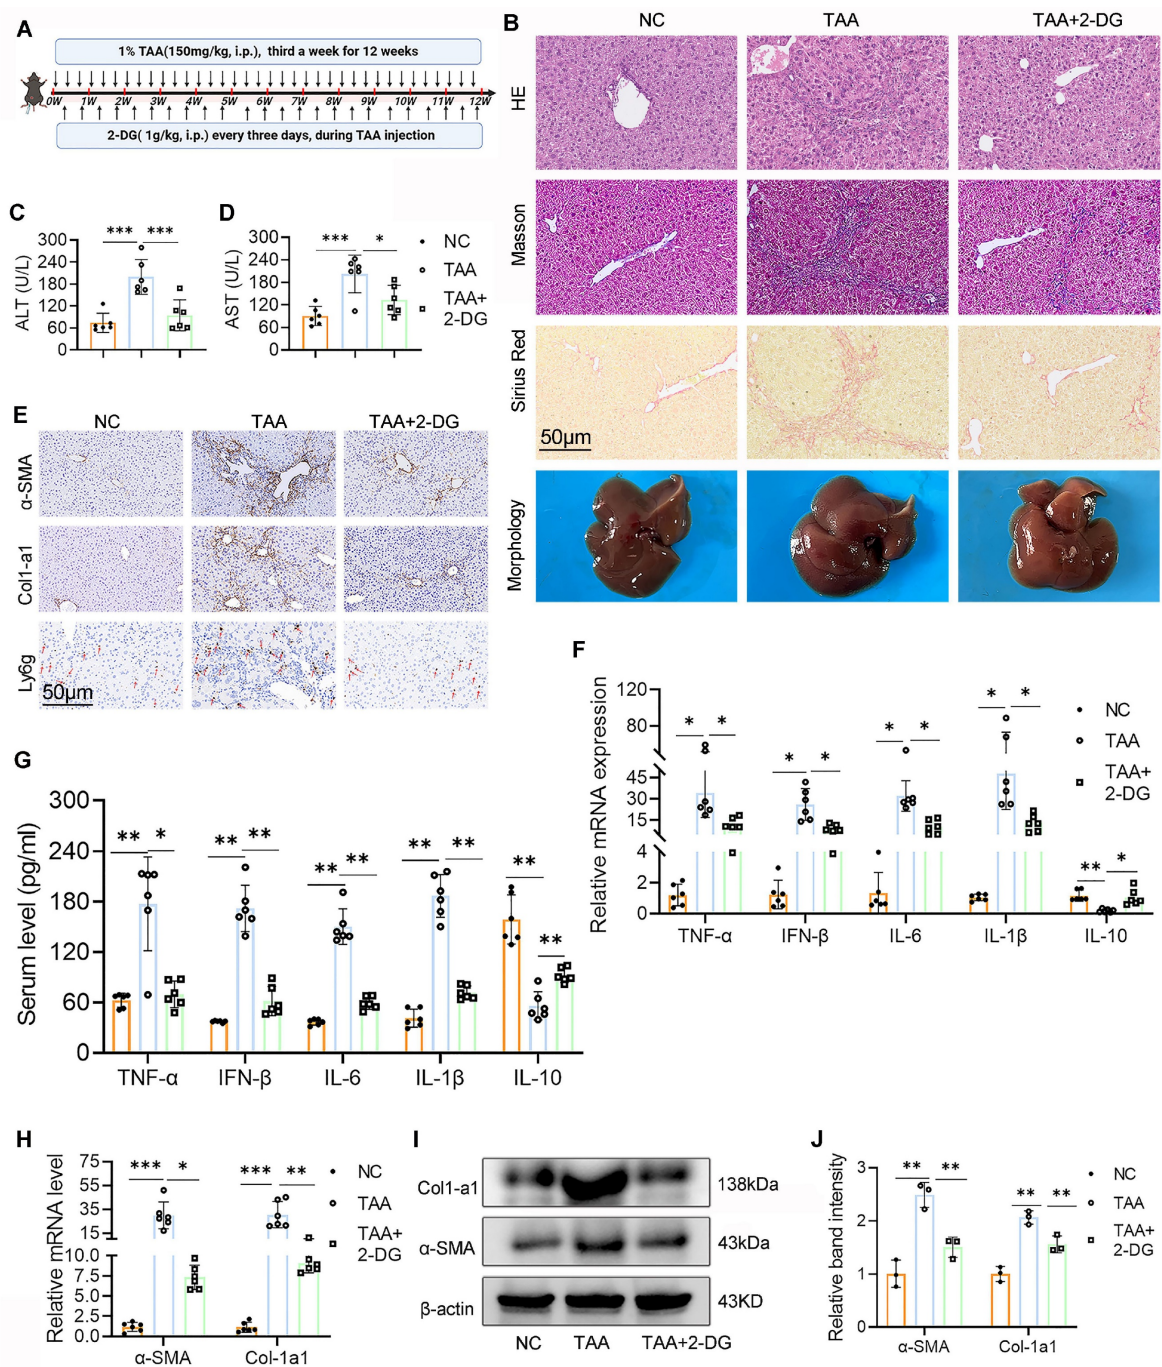 A
1% TAA(150mg/kg, i.p.), third a week for 12 weeks
0W 1W 2W 3W 4W 5W 6W 7W 8W 9W 10W 11W 12W
2-DG( 1g/kg, i.p.) every three days, during TAA injection
B
NC TAA TAA+2-DG
HE
Masson
Sirius Red
50μm
Morphology
C
ALT (U/L)
300
240
180
120
60
0
*** ***
D
AST (U/L)
300
240
180
120
60
0
*** *
NC
TAA
TAA+
2-DG
E
NC TAA TAA+2-DG
α-SMA
Col1-a1
Ly6g
50μm
F
Relative mRNA expression
120
80
45
30
15
4
2
0
* * * * * * * * ** *
TNF-α IFN-β IL-6 IL-1β IL-10
NC
TAA
TAA+
2-DG
G
Serum level (pg/ml)
300
240
180
120
60
0
** * ** ** ** ** ** ** ** **
TNF-α IFN-β IL-6 IL-1β IL-10
H
Relative mRNA level
75
55
35
15
10.0
7.5
5.0
2.5
0.0
*** * *** **
α-SMA Col-1a1
NC
TAA
TAA+
2-DG
I
Col1-a1 138kDa
α-SMA 43kDa
β-actin 43KD
NC TAA TAA+2-DG
J
Relative band intensity
3
2
1
0
** ** ** **
α-SMA Col-1a1
NC
TAA
TAA+
2-DG